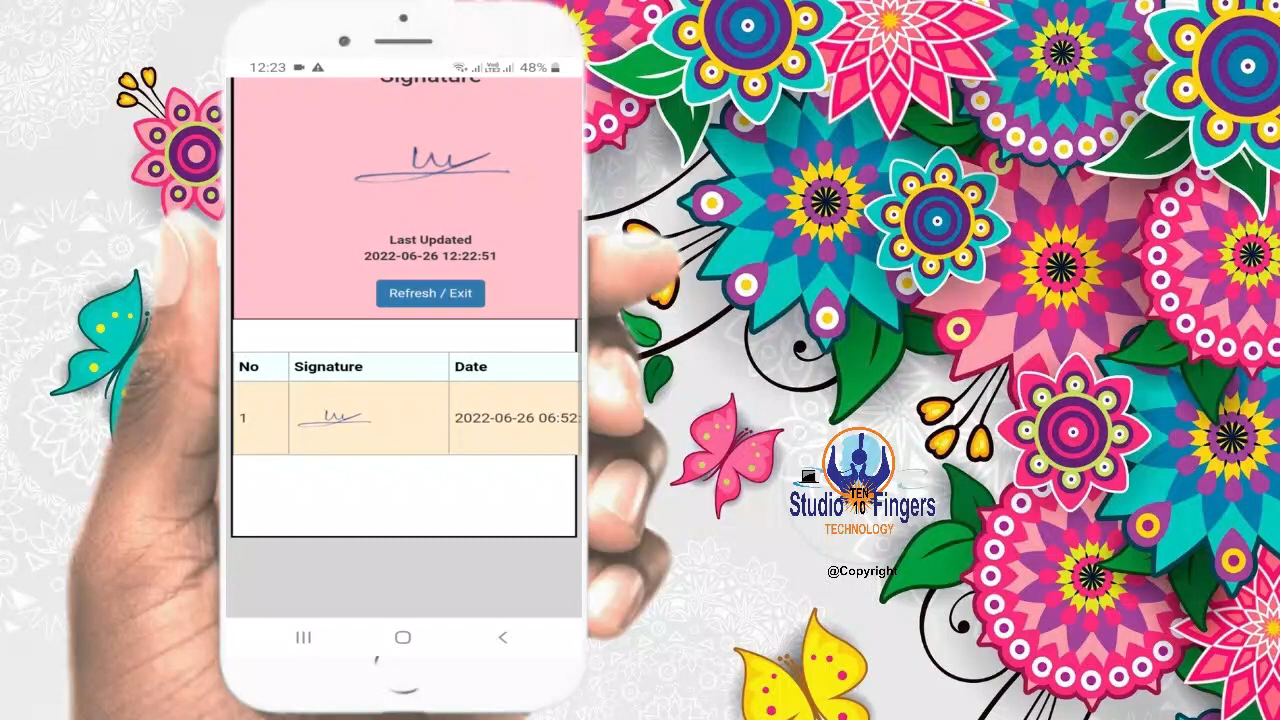 12:23
48%
Signature
Last Updated
2022-06-26 12:22:51
Refresh / Exit
No Signature Date
1 2022-06-26 06:52:
Studio TEN 10 Fingers
TECHNOLOGY
@Copyright